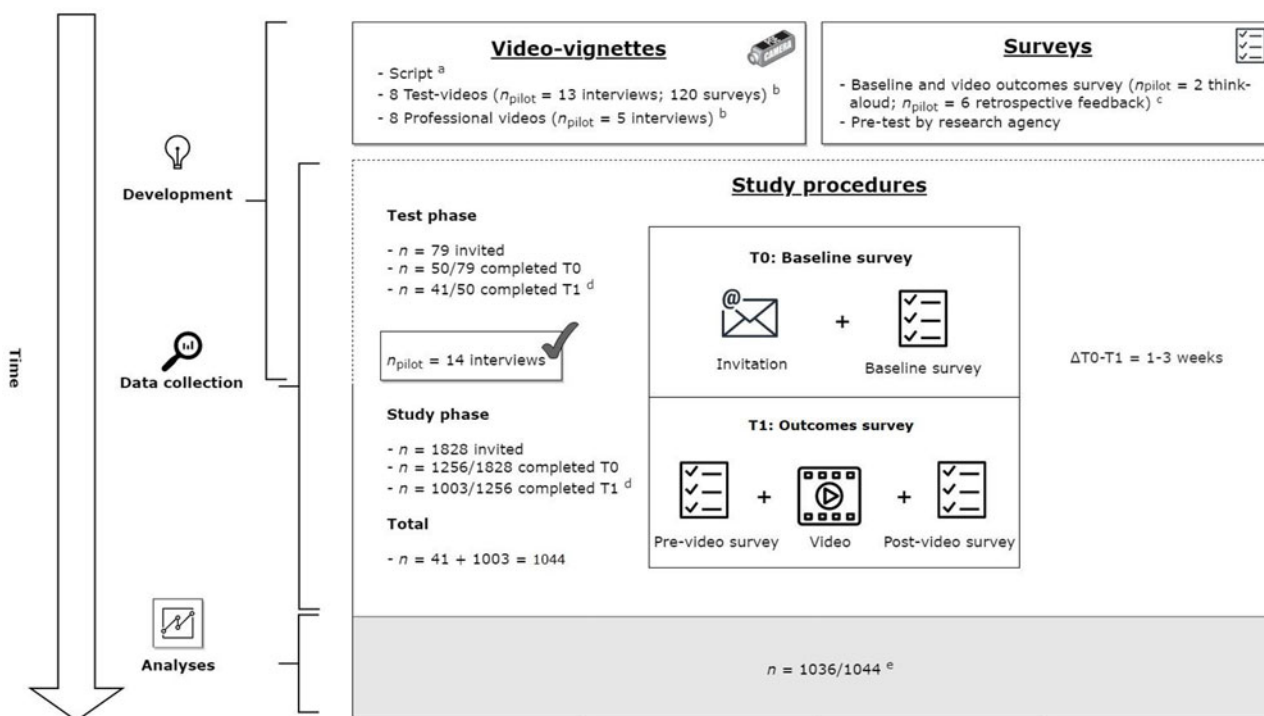 Video-vignettes
CAMERA
- Script a
- 8 Test-videos (npilot = 13 interviews; 120 surveys) b
- 8 Professional videos (npilot = 5 interviews) b
Surveys
- Baseline and video outcomes survey (npilot = 2 think-
aloud; npilot = 6 retrospective feedback) c
- Pre-test by research agency
Time
Development
Data collection
Analyses
Study procedures
Test phase
- n = 79 invited
- n = 50/79 completed T0
- n = 41/50 completed T1 d
npilot = 14 interviews
Study phase
- n = 1828 invited
- n = 1256/1828 completed T0
- n = 1003/1256 completed T1 d
Total
- n = 41 + 1003 = 1044
T0: Baseline survey
@
+
Invitation
Baseline survey
T1: Outcomes survey
+
+
Pre-video survey
Video
Post-video survey
ΔT0-T1 = 1-3 weeks
n = 1036/1044 e